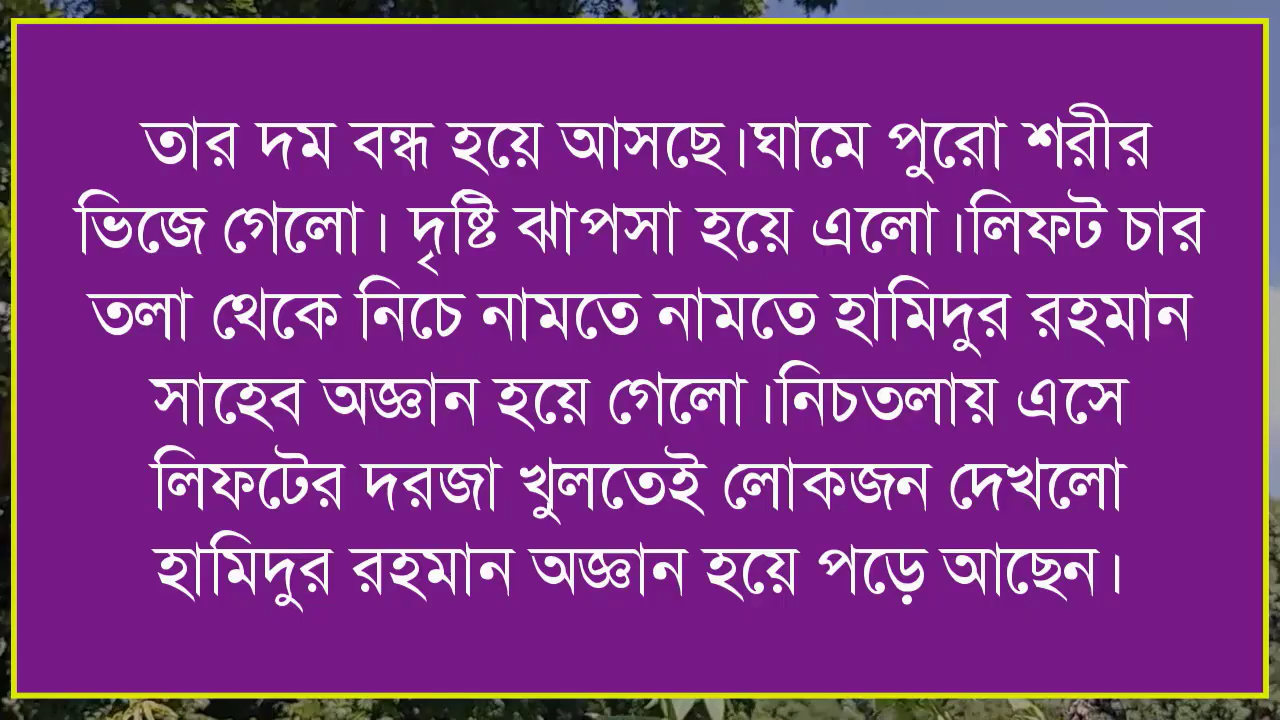 তার দম বন্ধ হয়ে আসছে।ঘামে পুরো শরীর
ভিজে গেলো। দৃষ্টি ঝাপসা হয়ে এলো।লিফট চার
তলা থেকে নিচে নামতে নামতে হামিদুর রহমান
সাহেব অজ্ঞান হয়ে গেলো।নিচতলায় এসে
লিফটের দরজা খুলতেই লোকজন দেখলো
হামিদুর রহমান অজ্ঞান হয়ে পড়ে আছেন।